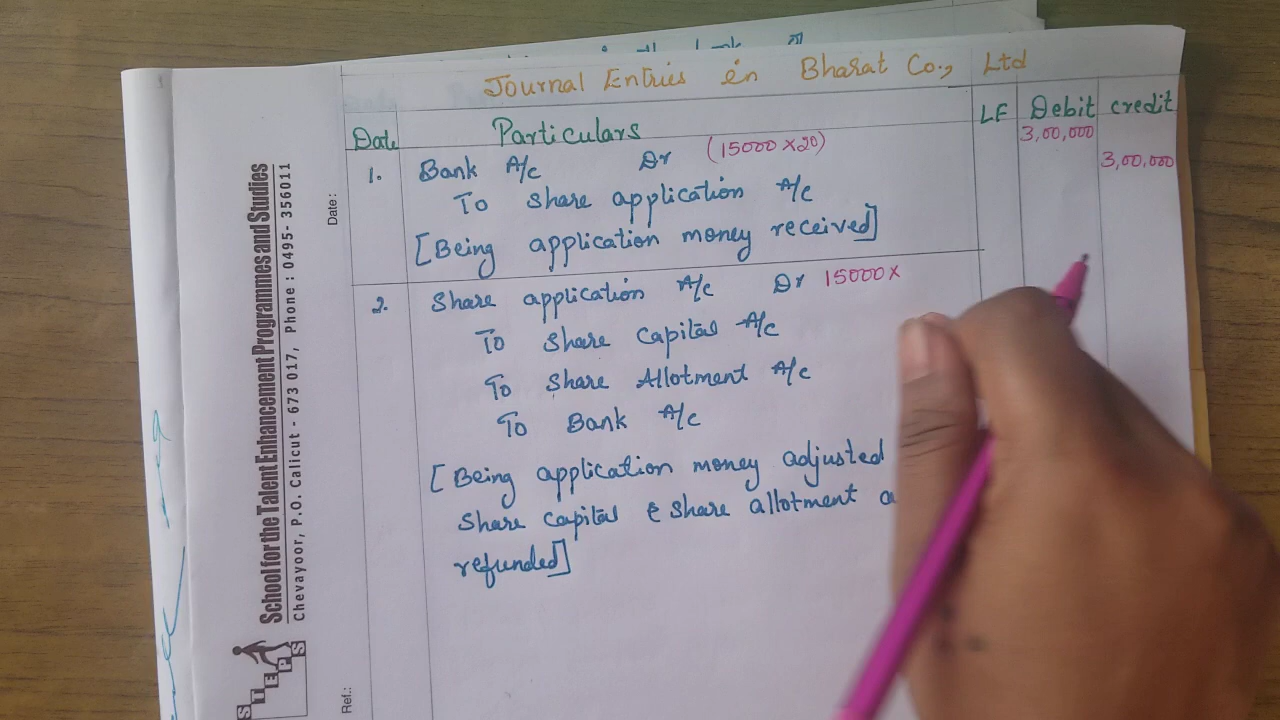 Journal Entries in Bharat Co., Ltd
Date Particulars LF Debit credit
1. Bank A/c Dr (15000 x 20) 3,00,000
To share application A/c 3,00,000
[Being application money received]
2. Share application A/c Dr 15000 x
To share Capital A/c
To share Allotment A/c
To Bank A/c
[Being application money adjusted
share capital & share allotment a
refunded]
School for the Talent Enhancement Programmes and Studies
Chevayoor, P.O. Calicut - 673 017, Phone : 0495- 356011
Date :
Ref.:
STEPS